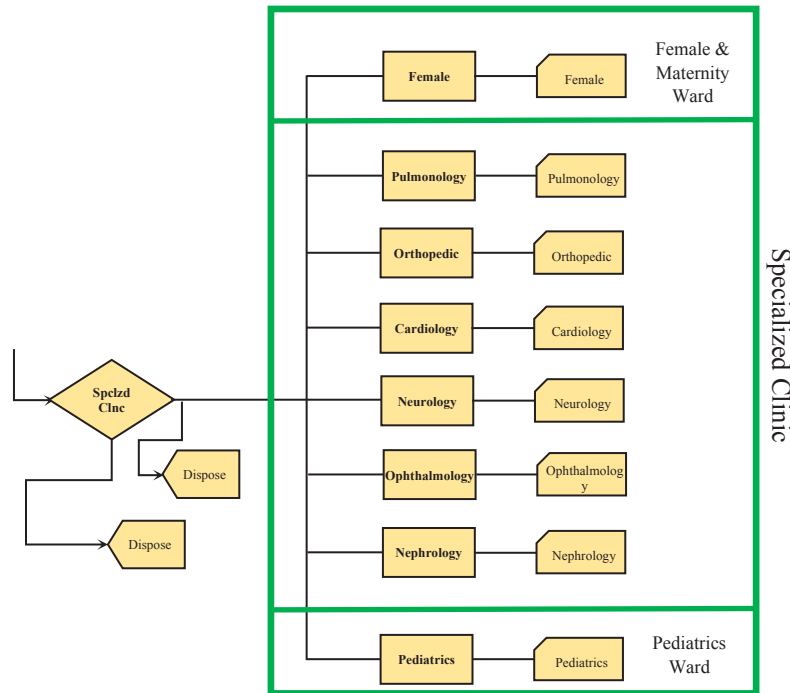 Female
Female
Female &
Maternity
Ward
Pulmonology
Pulmonology
Orthopedic
Orthopedic
Cardiology
Cardiology
Specialized Clinic
Spclzd
Clnc
Neurology
Neurology
Dispose
Ophthalmology
Ophthalmolog
y
Dispose
Nephrology
Nephrology
Pediatrics
Pediatrics
Pediatrics
Ward